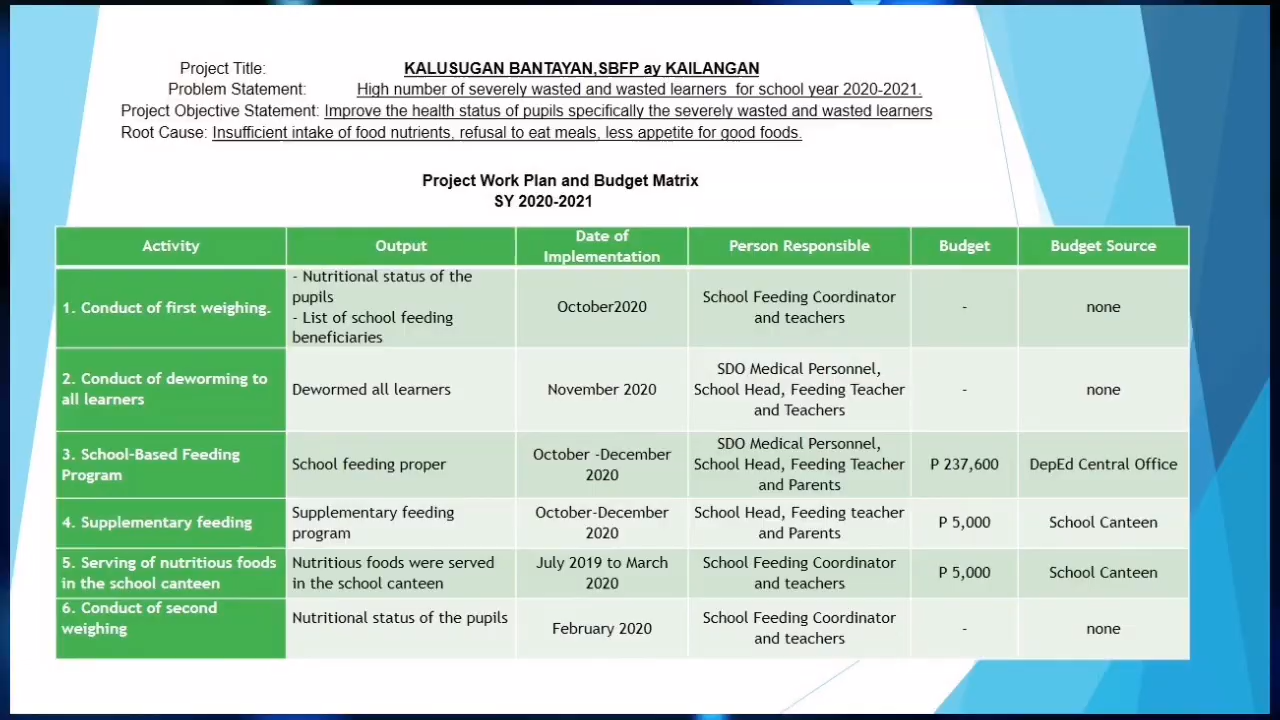 Project Title: KALUSUGAN BANTAYAN,SBFP ay KAILANGAN
Problem Statement: High number of severely wasted and wasted learners for school year 2020-2021.
Project Objective Statement: Improve the health status of pupils specifically the severely wasted and wasted learners
Root Cause: Insufficient intake of food nutrients, refusal to eat meals, less appetite for good foods.
Project Work Plan and Budget Matrix
SY 2020-2021
Activity
Output
Date of
Implementation
Person Responsible
Budget
Budget Source
1. Conduct of first weighing.
- Nutritional status of the
pupils
- List of school feeding
beneficiaries
October2020
School Feeding Coordinator
and teachers
-
none
2. Conduct of deworming to
all learners
Dewormed all learners
November 2020
SDO Medical Personnel,
School Head, Feeding Teacher
and Teachers
-
none
3. School-Based Feeding
Program
School feeding proper
October -December
2020
SDO Medical Personnel,
School Head, Feeding Teacher
and Parents
P 237,600
DepEd Central Office
4. Supplementary feeding
Supplementary feeding
program
October-December
2020
School Head, Feeding teacher
and Parents
P 5,000
School Canteen
5. Serving of nutritious foods
in the school canteen
Nutritious foods were served
in the school canteen
July 2019 to March
2020
School Feeding Coordinator
and teachers
P 5,000
School Canteen
6. Conduct of second
weighing
Nutritional status of the pupils
February 2020
School Feeding Coordinator
and teachers
-
none